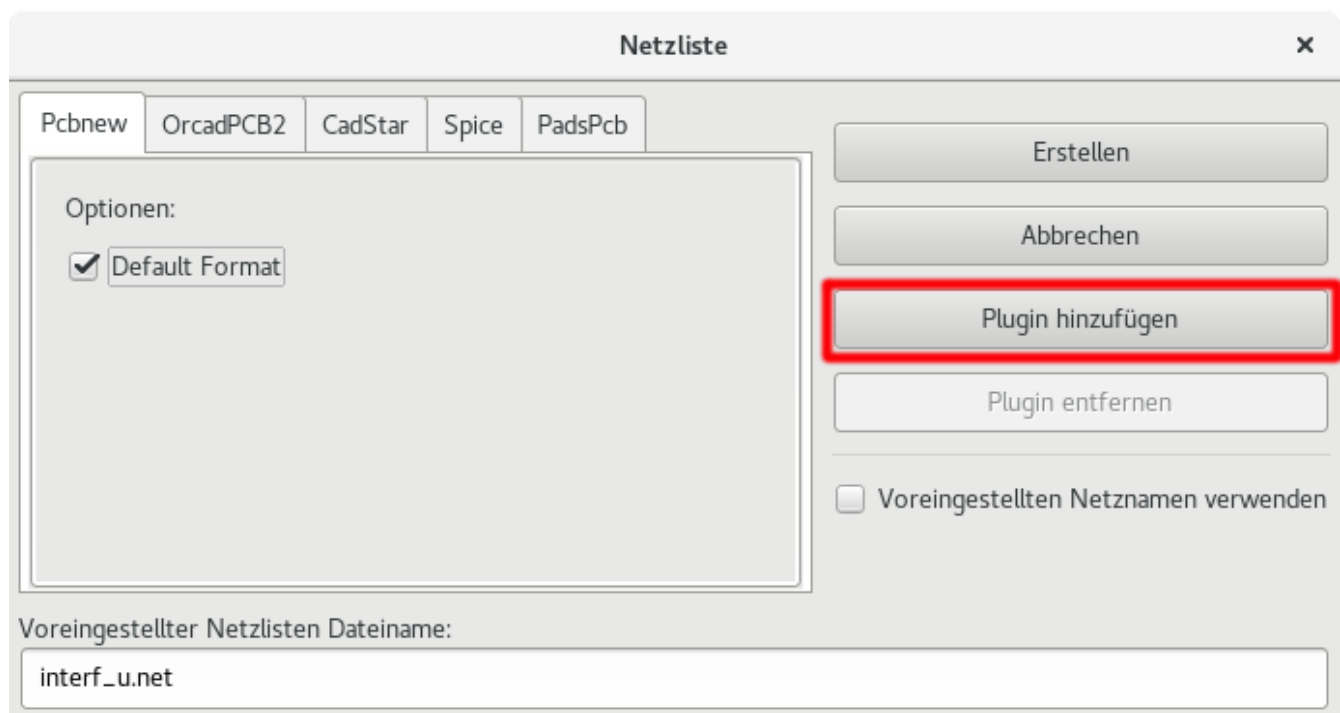 Netzliste
Pcbnew OrcadPCB2 CadStar Spice PadsPcb
Erstellen
Optionen:
Abbrechen
Default Format
Plugin hinzufügen
Plugin entfernen
Voreingestellten Netznamen verwenden
Voreingestellter Netzlisten Dateiname:
interf_u.net